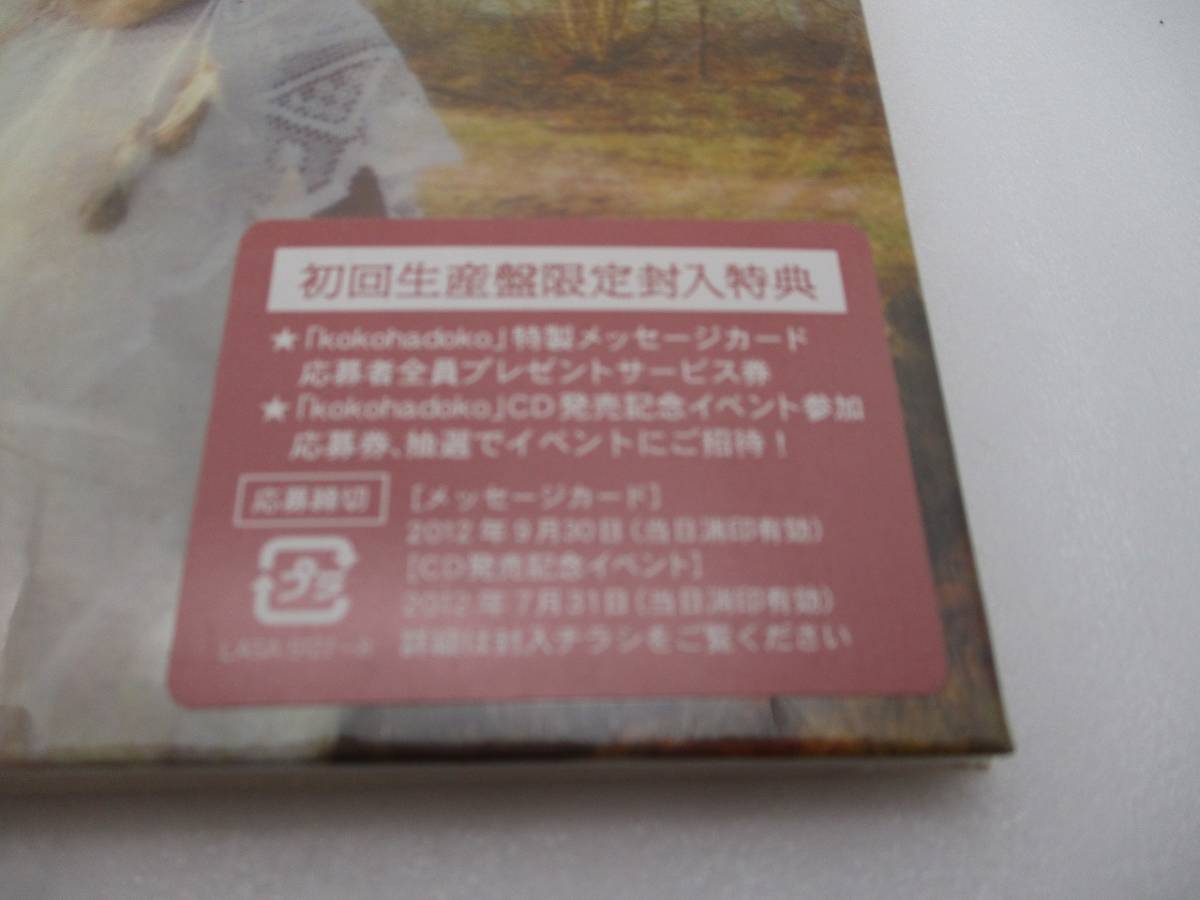 初回生産盤限定封入特典
★「kokohadoko」特製メッセージカード
応募者全員プレゼントサービス券
★「kokohadoko」CD発売記念イベント参加
応募券、抽選でイベントにご招待！
応募締切
[メッセージカード]
2012年9月30日(当日消印有効)
[CD発売記念イベント]
2012年7月31日(当日消印有効)
詳細は封入チラシをご覧ください
プラ